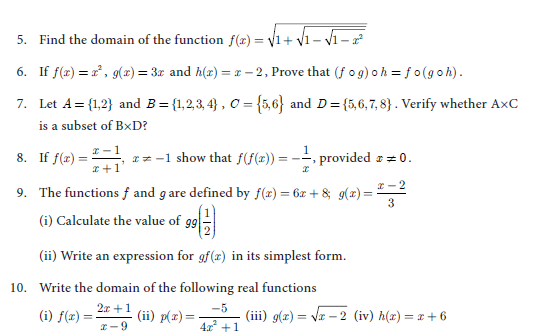 5. Find the domain of the function f(x) = √(1 + √(1 − √(1 − x²)))
6. If f(x) = x², g(x) = 3x and h(x) = x − 2, Prove that (f o g) o h = f o (g o h).
7. Let A = {1,2} and B = {1,2,3,4}, C = {5,6} and D = {5,6,7,8}. Verify whether A×C
is a subset of B×D?
8. If f(x) = (x − 1)/(x + 1), x ≠ −1 show that f(f(x)) = −1/x, provided x ≠ 0.
9. The functions f and g are defined by f(x) = 6x + 8; g(x) = (x − 2)/3
(i) Calculate the value of gg(1/2)
(ii) Write an expression for gf(x) in its simplest form.
10. Write the domain of the following real functions
(i) f(x) = (2x + 1)/(x − 9) (ii) p(x) = −5/(4x² + 1) (iii) g(x) = √(x − 2) (iv) h(x) = x + 6